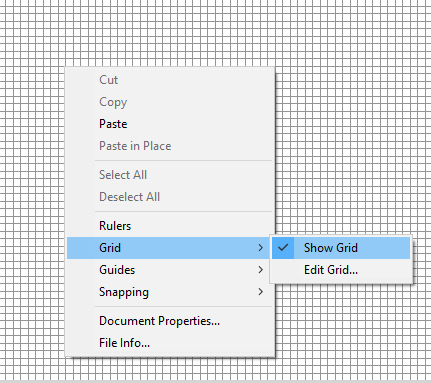 Cut
Copy
Paste
Paste in Place
Select All
Deselect All
Rulers
Grid
Show Grid
Guides
Edit Grid...
Snapping
Document Properties...
File Info...